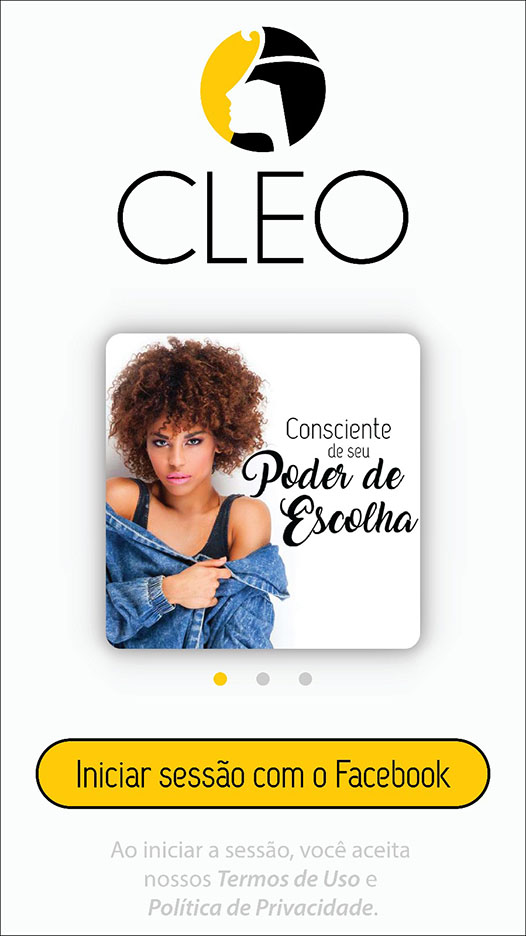 CLEO
Consciente
de seu
Poder de
Escolha
Iniciar sessão com o Facebook
Ao iniciar a sessão, você aceita
nossos Termos de Uso e
Política de Privacidade.